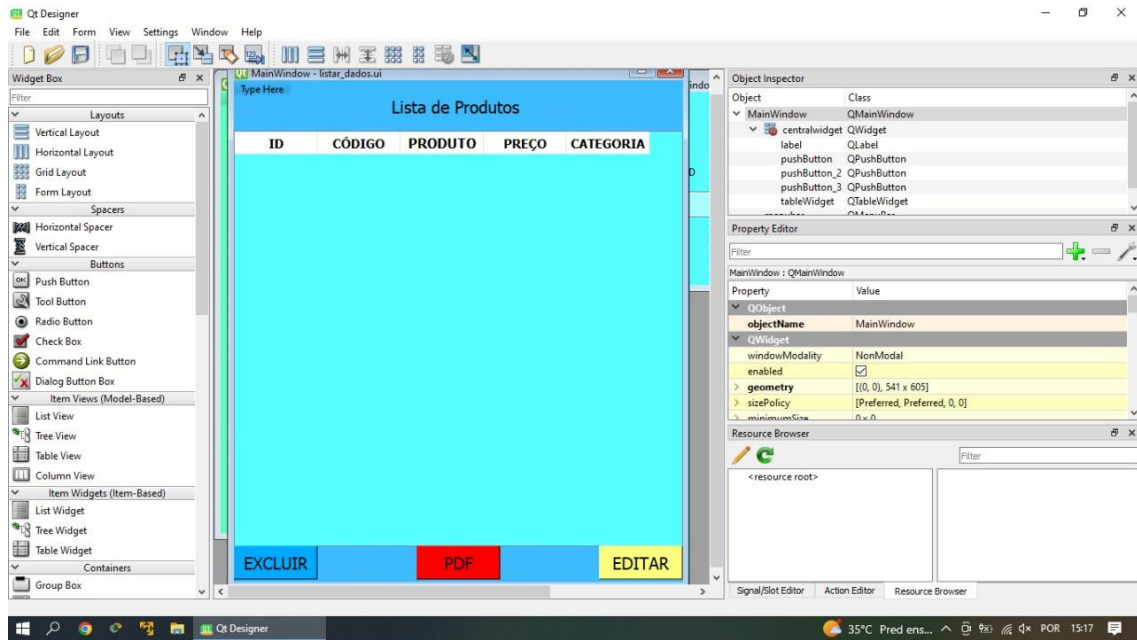 Qt Designer
File Edit Form View Settings Window Help
Widget Box
Filter
Layouts
Vertical Layout
Horizontal Layout
Grid Layout
Form Layout
Spacers
Horizontal Spacer
Vertical Spacer
Buttons
Push Button
Tool Button
Radio Button
Check Box
Command Link Button
Dialog Button Box
Item Views (Model-Based)
List View
Tree View
Table View
Column View
Item Widgets (Item-Based)
List Widget
Tree Widget
Table Widget
Containers
Group Box
MainWindow - listar_dados.ui
Type Here
Lista de Produtos
ID CÓDIGO PRODUTO PREÇO CATEGORIA
EXCLUIR PDF EDITAR
Object Inspector
Object Class
MainWindow QMainWindow
centralwidget QWidget
label QLabel
pushButton QPushButton
pushButton_2 QPushButton
pushButton_3 QPushButton
tableWidget QTableWidget
Property Editor
Filter
MainWindow : QMainWindow
Property Value
QObject
objectName MainWindow
QWidget
windowModality NonModal
enabled
geometry [(0, 0), 541 x 605]
sizePolicy [Preferred, Preferred, 0, 0]
minimumSize 0 x 0
Resource Browser
Filter
<resource root>
Signal/Slot Editor Action Editor Resource Browser
Qt Designer
35°C Pred ens... POR 15:17